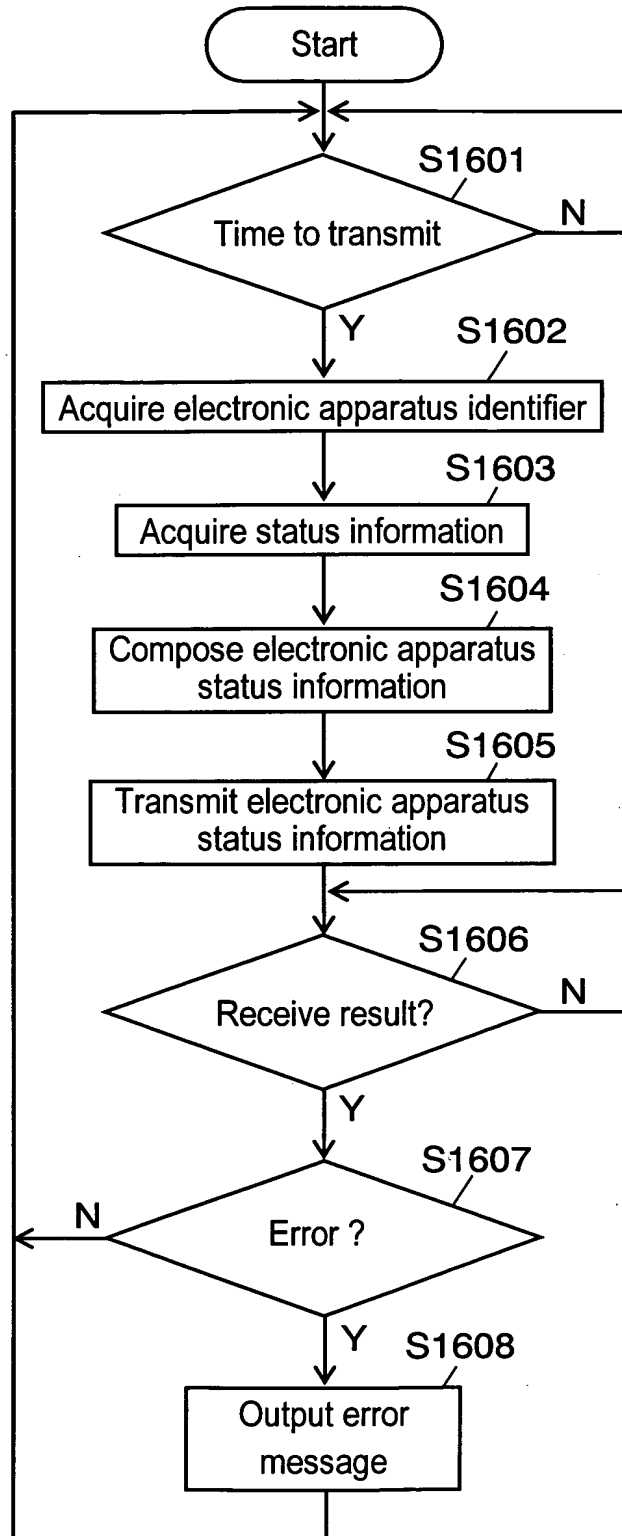 Start
S1601
Time to transmit
N
Y
S1602
Acquire electronic apparatus identifier
S1603
Acquire status information
S1604
Compose electronic apparatus
status information
S1605
Transmit electronic apparatus
status information
S1606
Receive result?
N
Y
S1607
N
Error ?
Y
S1608
Output error
message